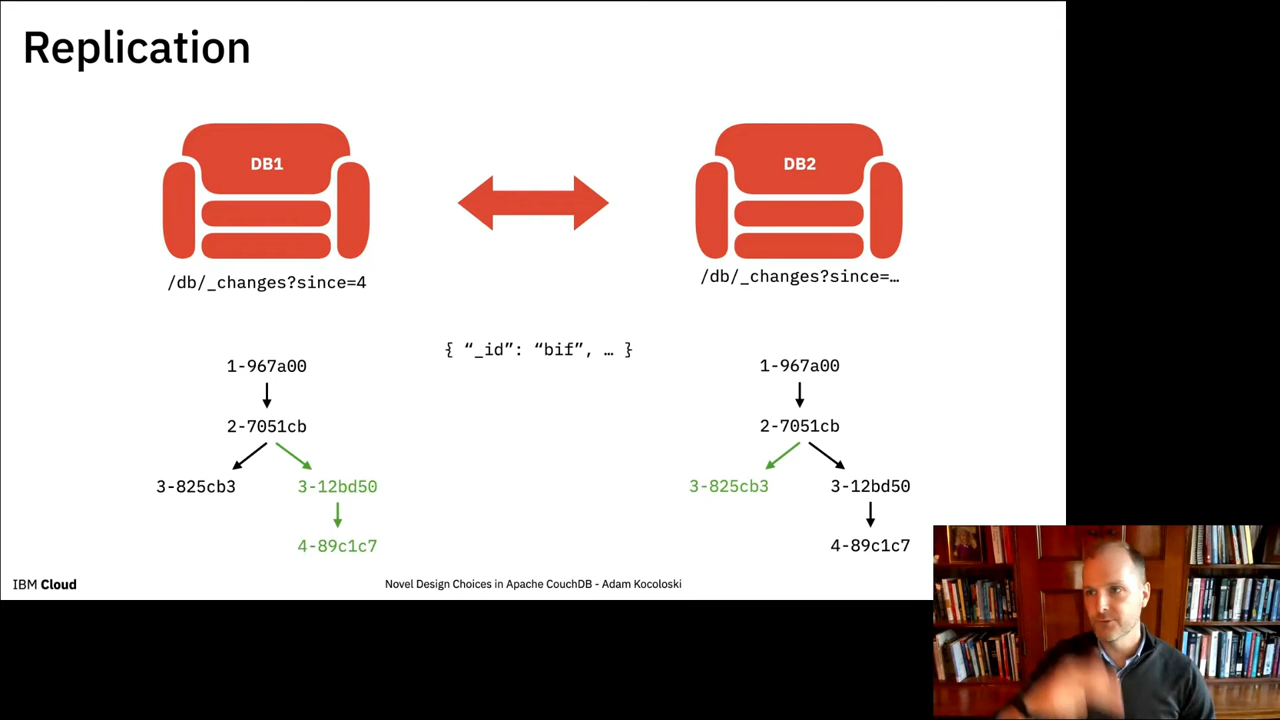 Replication
DB1
DB2
/db/_changes?since=4
/db/_changes?since=…
{ “_id”: “bif”, … }
1-967a00
2-7051cb
3-825cb3
3-12bd50
4-89c1c7
1-967a00
2-7051cb
3-825cb3
3-12bd50
4-89c1c7
IBM Cloud
Novel Design Choices in Apache CouchDB - Adam Kocoloski